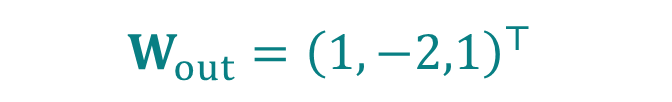 W_out = (1, −2,1)^⊤